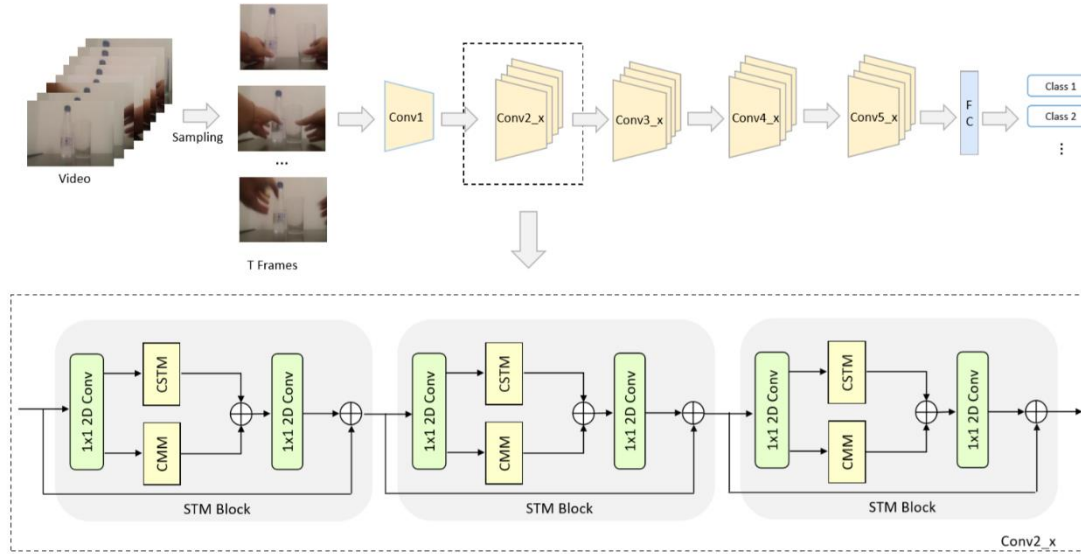 Video
Sampling
...
T Frames
Conv1
Conv2_x
Conv3_x
Conv4_x
Conv5_x
F
C
Class 1
Class 2
⋮
1x1 2D Conv
CSTM
CMM
1x1 2D Conv
STM Block
1x1 2D Conv
CSTM
CMM
1x1 2D Conv
STM Block
1x1 2D Conv
CSTM
CMM
1x1 2D Conv
STM Block
Conv2_x